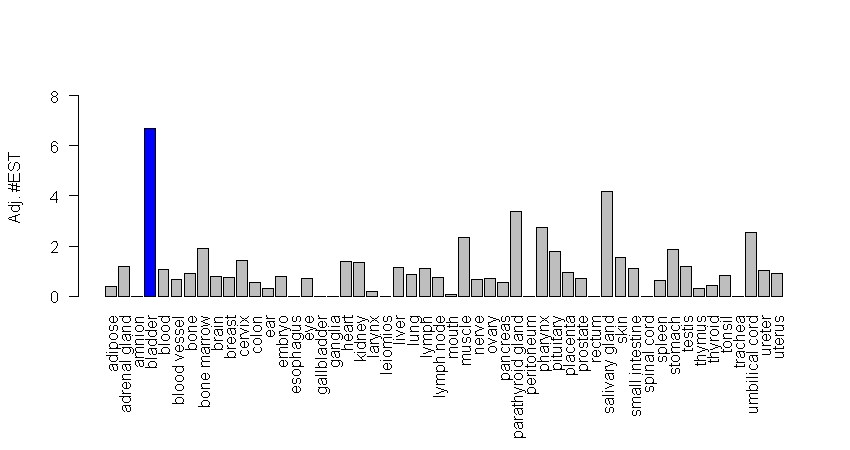 Adj. #EST
8
6
4
2
0
adipose
adrenal gland
amnion
bladder
blood
blood vessel
bone
bone marrow
brain
breast
cervix
colon
ear
embryo
esophagus
eye
gallbladder
ganglia
heart
kidney
larynx
leiomios
liver
lung
lymph
lymph node
mouth
muscle
nerve
ovary
pancreas
parathyroid gland
peritoneum
pharynx
pituitary
placenta
prostate
rectum
salivary gland
skin
small intestine
spinal cord
spleen
stomach
testis
thymus
thyroid
tonsil
trachea
umbilical cord
ureter
uterus